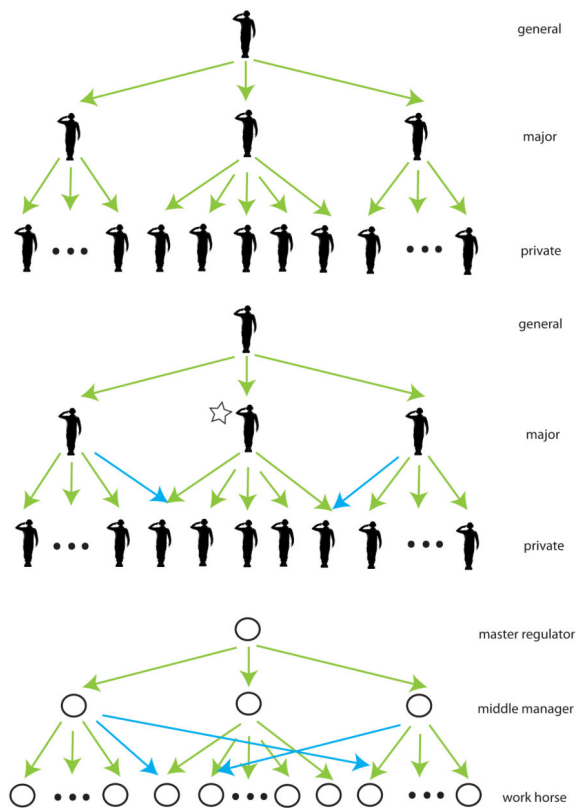 general
major
private
general
major
private
master regulator
middle manager
work horse